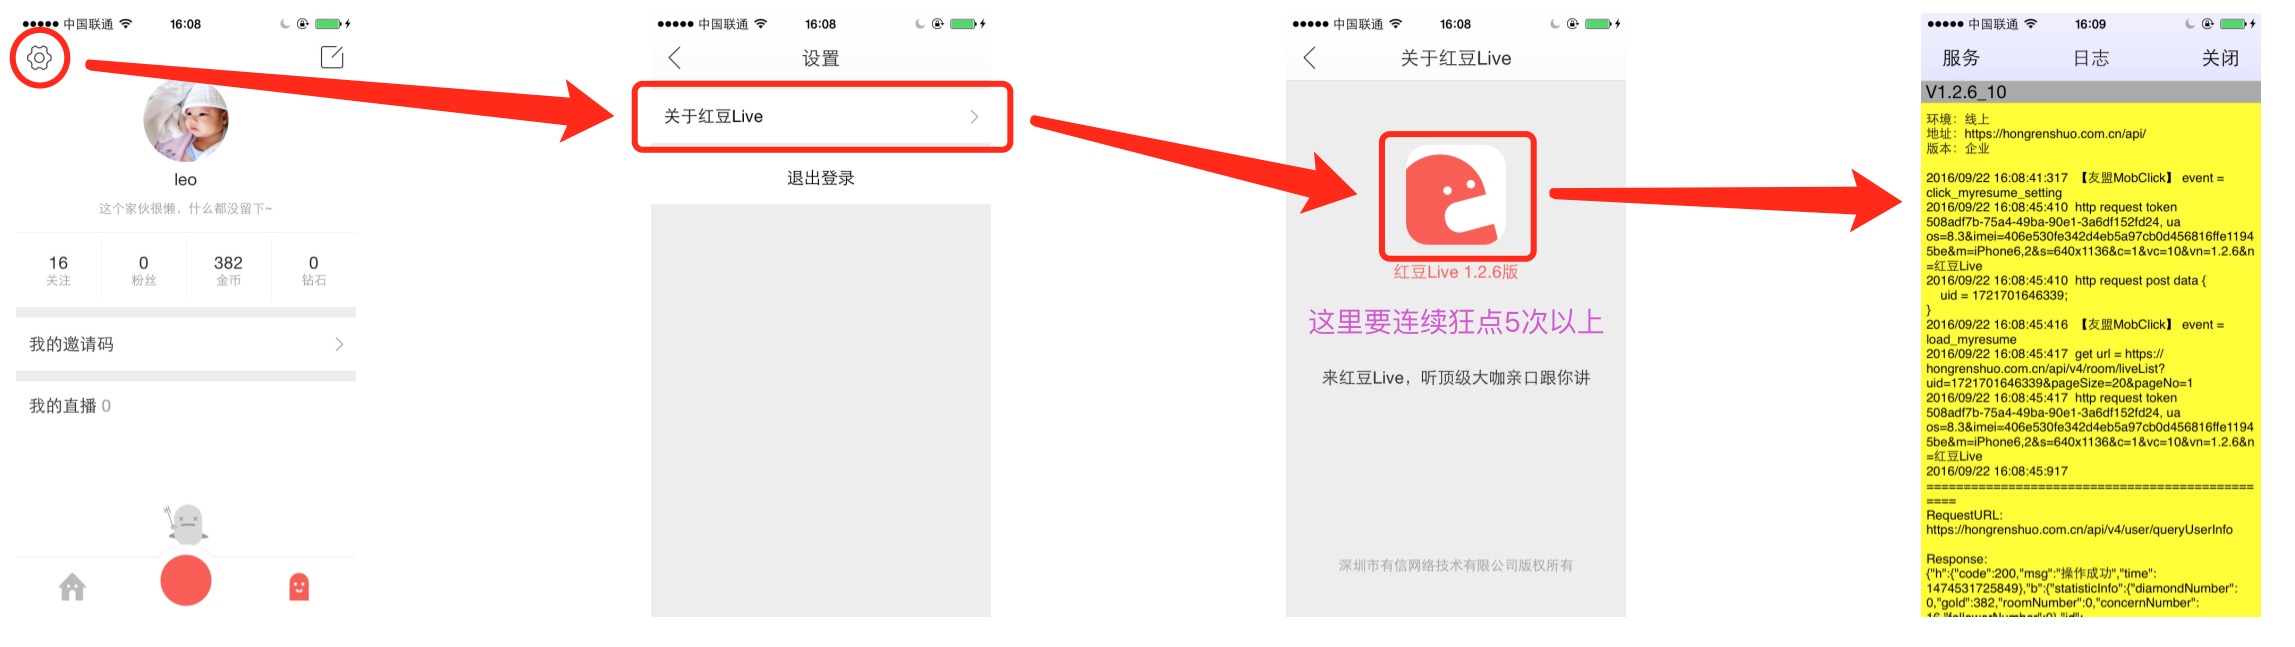 中国联通 16:08
leo
这个家伙很懒，什么都没留下~
16 0 382 0
关注 粉丝 金币 钻石
我的邀请码
我的直播 0
中国联通 16:08
设置
关于红豆Live
退出登录
中国联通 16:08
关于红豆Live
红豆Live 1.2.6版
这里要连续狂点5次以上
来红豆Live，听顶级大咖亲口跟你讲
深圳市有信网络技术有限公司版权所有
中国联通 16:09
服务 日志 关闭
V1.2.6_10
环境：线上
地址：https://hongrenshuo.com.cn/api/
版本：企业
2016/09/22 16:08:41:317 【友盟MobClick】 event =
click_myresume_setting
2016/09/22 16:08:45:410 http request token
508adf7b-75a4-49ba-90e1-3a6df152fd24, ua
os=8.3&imei=406e530fe342d4eb5a97cb0d456816ffe1194
5be&m=iPhone6,2&s=640x1136&c=1&vc=10&vn=1.2.6&n
=红豆Live
2016/09/22 16:08:45:410 http request post data {
uid = 1721701646339;
}
2016/09/22 16:08:45:416 【友盟MobClick】 event =
load_myresume
2016/09/22 16:08:45:417 get url = https://
hongrenshuo.com.cn/api/v4/room/liveList?
uid=1721701646339&pageSize=20&pageNo=1
2016/09/22 16:08:45:417 http request token
508adf7b-75a4-49ba-90e1-3a6df152fd24, ua
os=8.3&imei=406e530fe342d4eb5a97cb0d456816ffe1194
5be&m=iPhone6,2&s=640x1136&c=1&vc=10&vn=1.2.6&n
=红豆Live
2016/09/22 16:08:45:917
============================================
====
RequestURL:
https://hongrenshuo.com.cn/api/v4/user/queryUserInfo
Response:
{"h":{"code":200,"msg":"操作成功","time":
1474531725849},"b":{"statisticInfo":{"diamondNumber":
0,"gold":382,"roomNumber":0,"concernNumber":